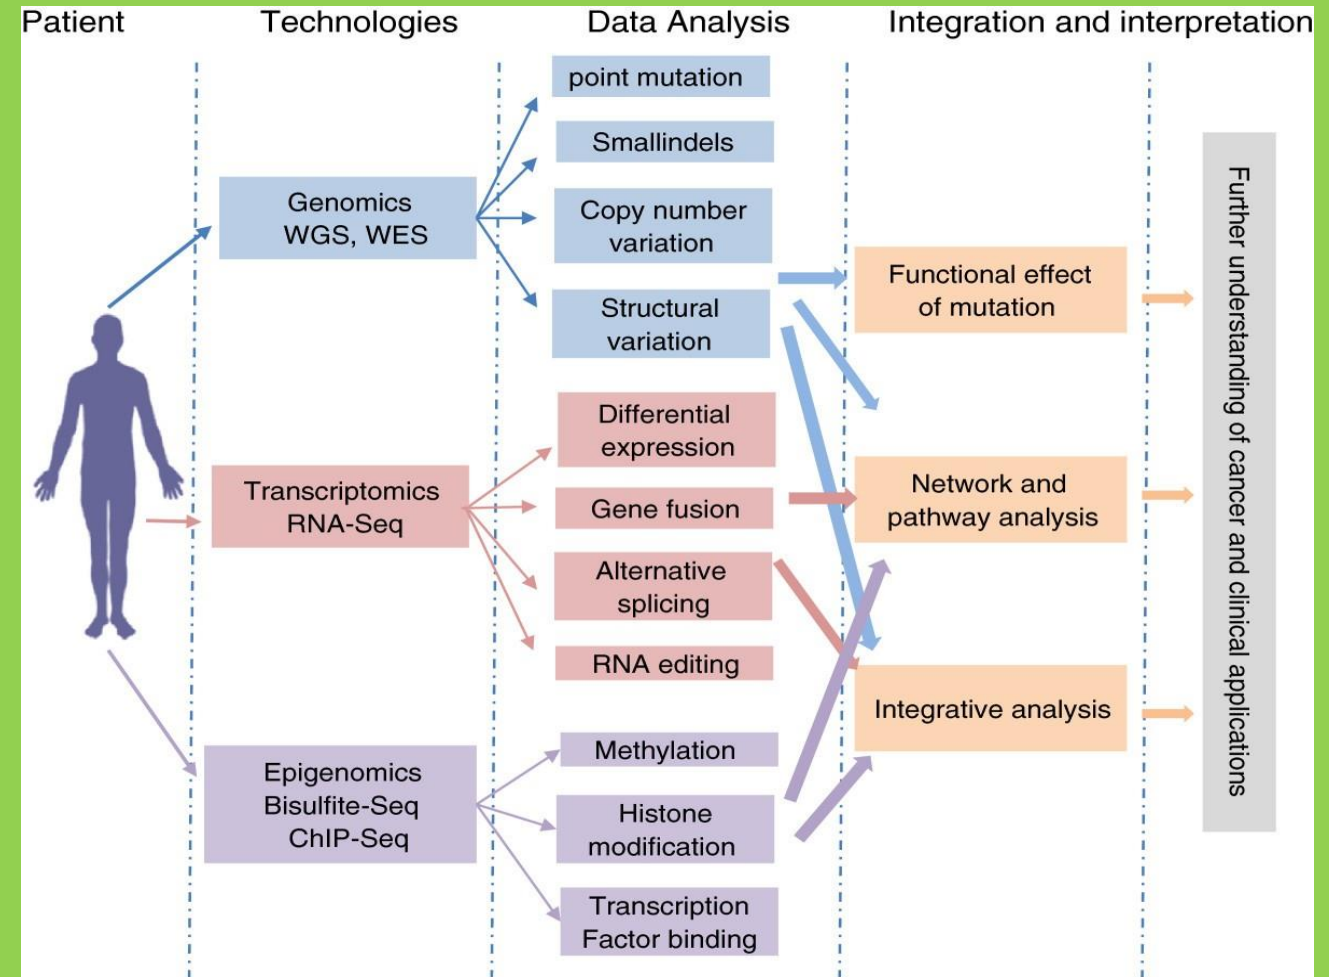 Patient
Technologies
Data Analysis
Integration and interpretation
Genomics
WGS, WES
Transcriptomics
RNA-Seq
Epigenomics
Bisulfite-Seq
ChIP-Seq
point mutation
Smallindels
Copy number
variation
Structural
variation
Differential
expression
Gene fusion
Alternative
splicing
RNA editing
Methylation
Histone
modification
Transcription
Factor binding
Functional effect
of mutation
Network and
pathway analysis
Integrative analysis
Further understanding of cancer and clinical applications